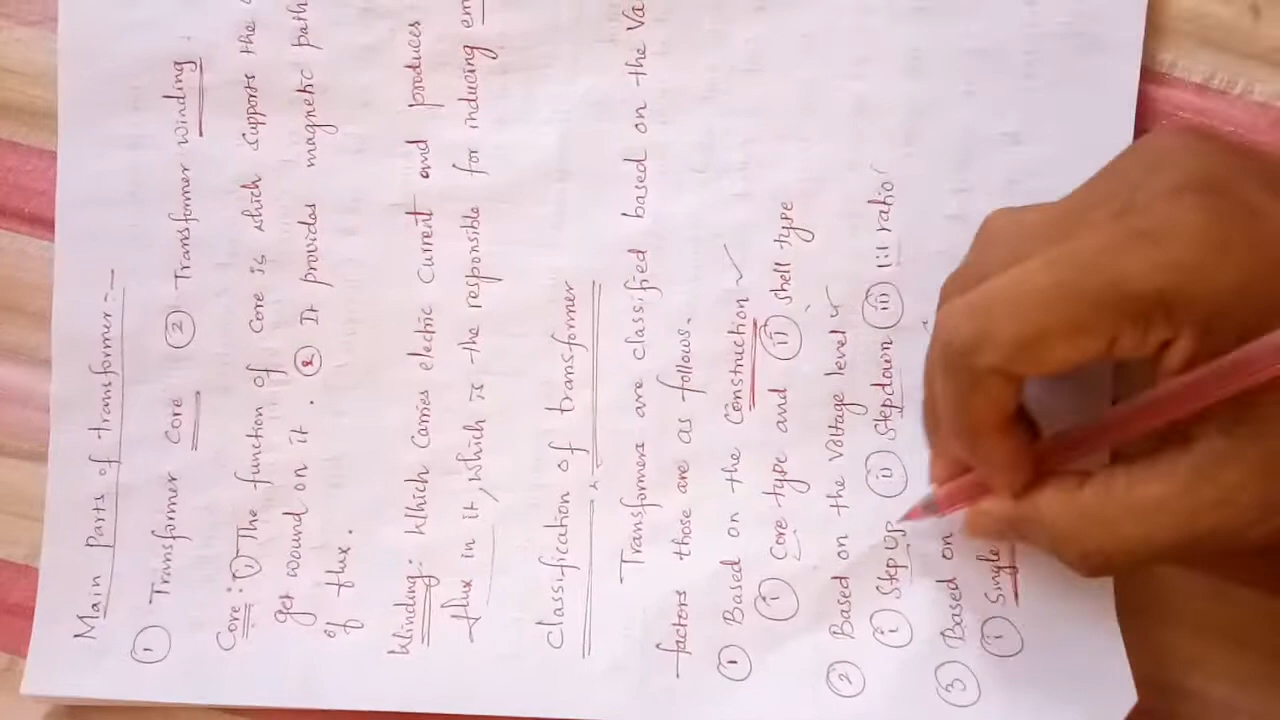 Main Parts of transformer:-
① Transformer Core ② Transformer winding.
Core: ① The function of core is which supports the
get wound on it. ② It provides magnetic path
of flux.
Winding: Which Carries electric Current and produces
flux in it, which is the responsible for inducing
Classification of transformer
Transformers are classified based on the
factors those are as follows.
① Based on the Construction ✓
ⓘ Core type and ⓘⓘ Shell type
② Based on the Voltage level ✓
ⓘ Step up ⓘⓘ Stepdown ⓘⓘⓘ 1:1 ratio
③ Based on
ⓘ Single